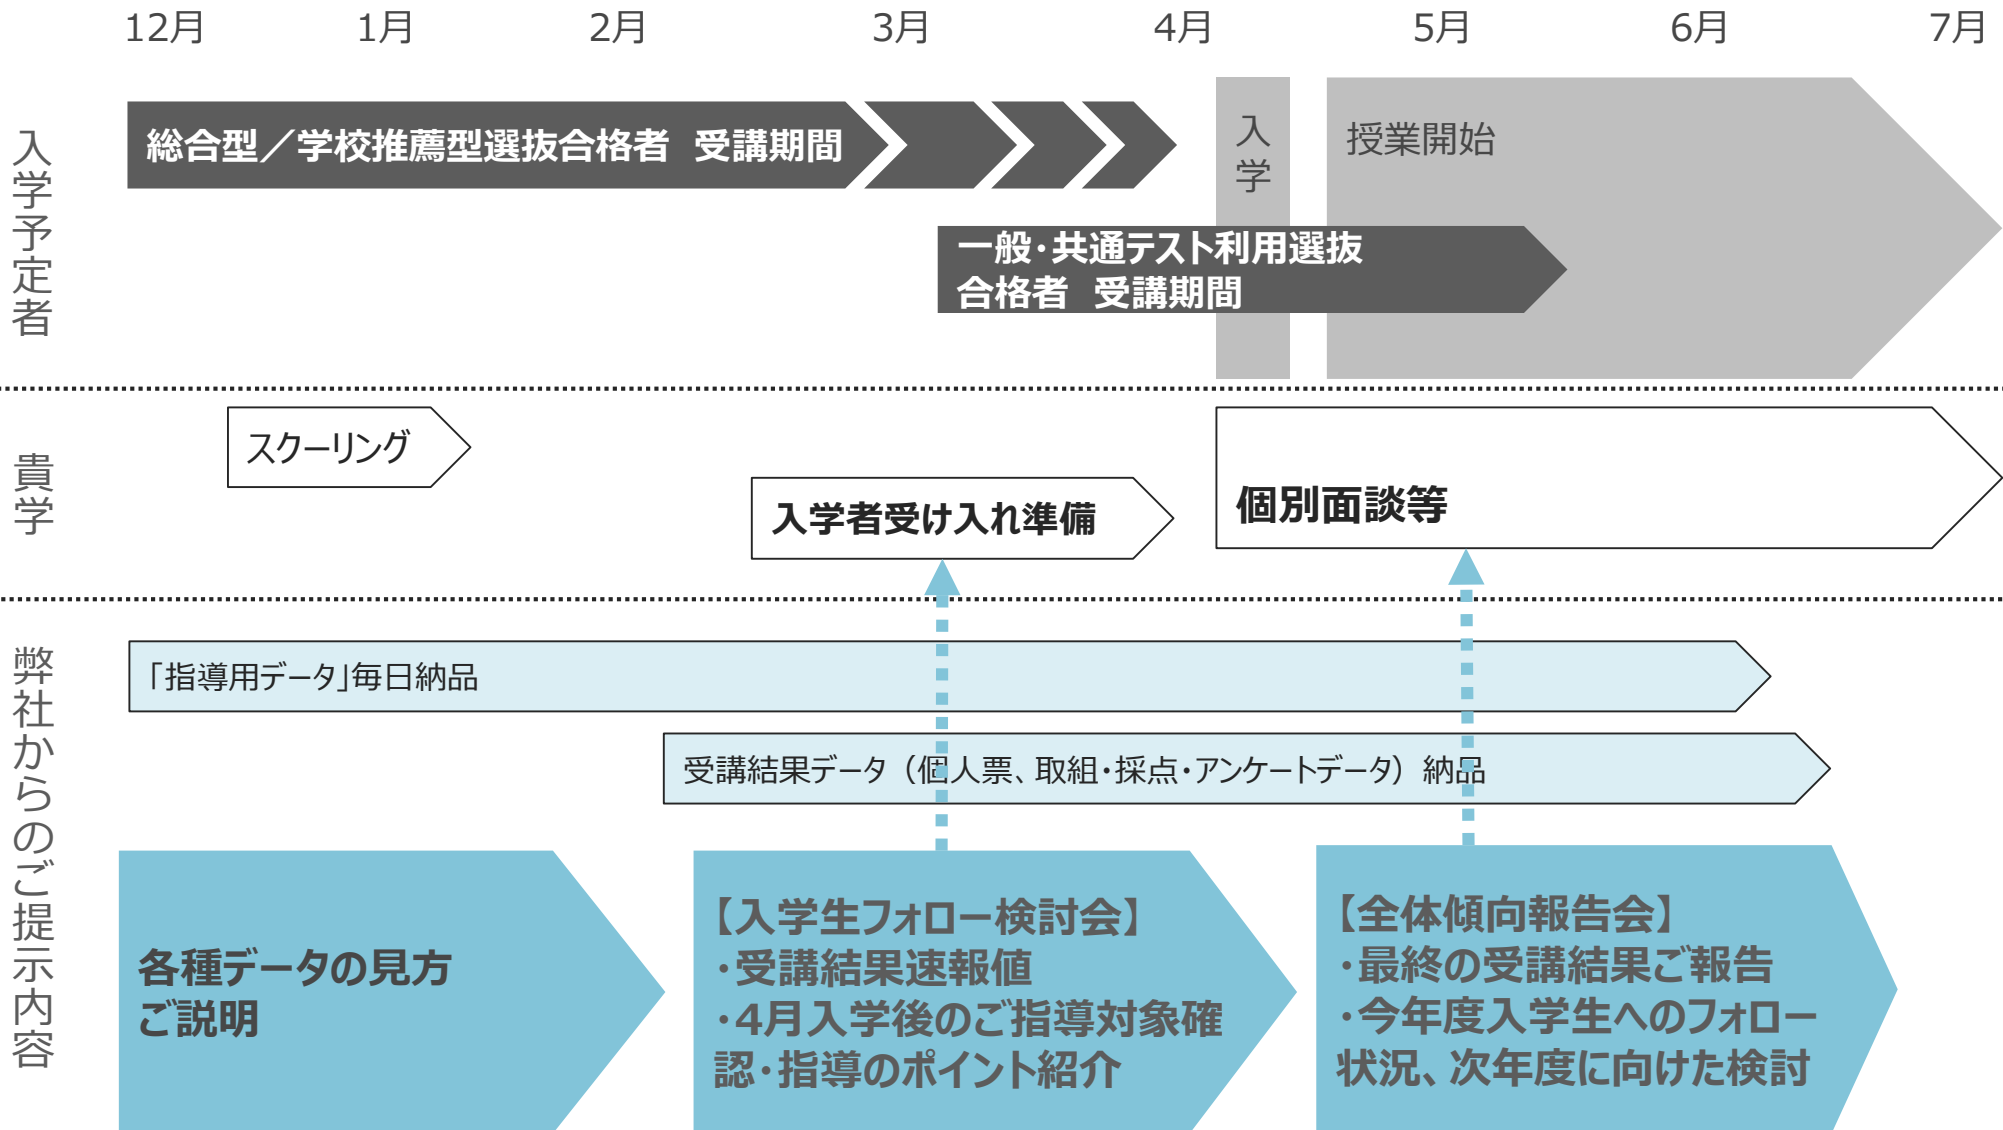 12月 1月 2月 3月 4月 5月 6月 7月
入学予定者
総合型／学校推薦型選抜合格者　受講期間
入学
授業開始
一般・共通テスト利用選抜
合格者　受講期間
貴学
スクーリング
入学者受け入れ準備
個別面談等
弊社からのご提示内容
「指導用データ」毎日納品
受講結果データ（個人票、取組・採点・アンケートデータ）納品
各種データの見方
ご説明
【入学生フォロー検討会】
・受講結果速報値
・4月入学後のご指導対象確
認・指導のポイント紹介
【全体傾向報告会】
・最終の受講結果ご報告
・今年度入学生へのフォロー
状況、次年度に向けた検討